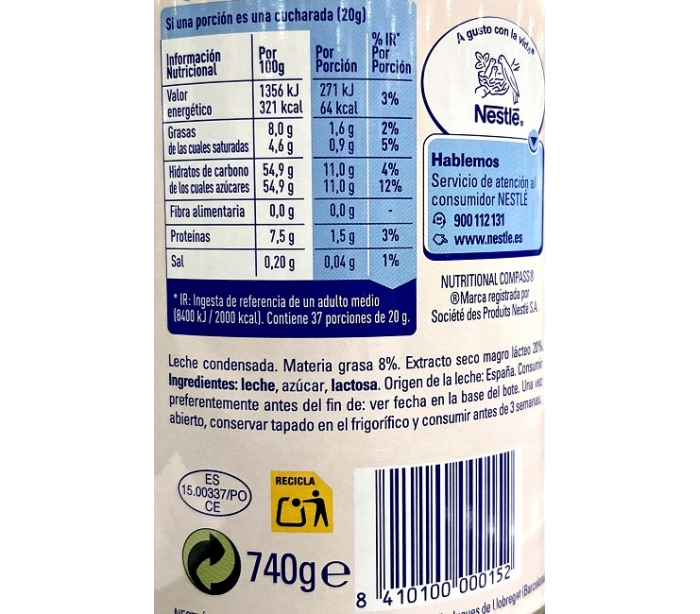 Si una porción es una cucharada (20g)
Información Nutricional Por 100g Por Porción % IR* Por Porción
Valor energético 1356 kJ 321 kcal 271 kJ 64 kcal 3%
Grasas 8,0 g 1,6 g 2%
de las cuales saturadas 4,6 g 0,9 g 5%
Hidratos de carbono 54,9 g 11,0 g 4%
de los cuales azúcares 54,9 g 11,0 g 12%
Fibra alimentaria 0,0 g 0,0 g -
Proteínas 7,5 g 1,5 g 3%
Sal 0,20 g 0,04 g 1%
* IR: Ingesta de referencia de un adulto medio
(8400 kJ / 2000 kcal). Contiene 37 porciones de 20 g.
A gusto con la vida®
Nestlé®
Hablemos
Servicio de atención al
consumidor NESTLÉ
900 112 131
www.nestle.es
NUTRITIONAL COMPASS®
®Marca registrada por
Société des Produits Nestlé S.A.
Leche condensada. Materia grasa 8%. Extracto seco magro lácteo 20%.
Ingredientes: leche, azúcar, lactosa. Origen de la leche: España. Consumir
preferentemente antes del fin de: ver fecha en la base del bote. Una vez
abierto, conservar tapado en el frigorífico y consumir antes de 3 semanas.
ES
15.00337/PO
CE
RECICLA
740g e
8 410100 000152
de Llobregat (Barcelona)